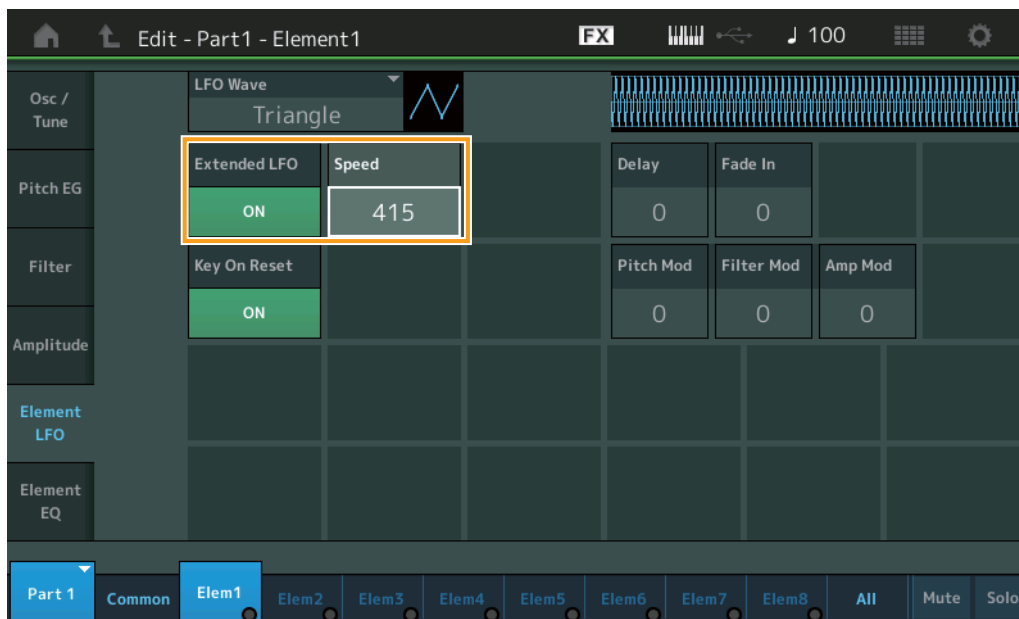 Edit - Part1 - Element1
FX
♩ 100
Osc /
Tune
Pitch EG
Filter
Amplitude
Element
LFO
Element
EQ
LFO Wave
Triangle
Extended LFO
ON
Speed
415
Delay
0
Fade In
0
Key On Reset
ON
Pitch Mod
0
Filter Mod
0
Amp Mod
0
Part 1
Common
Elem1
Elem2
Elem3
Elem4
Elem5
Elem6
Elem7
Elem8
All
Mute
Solo